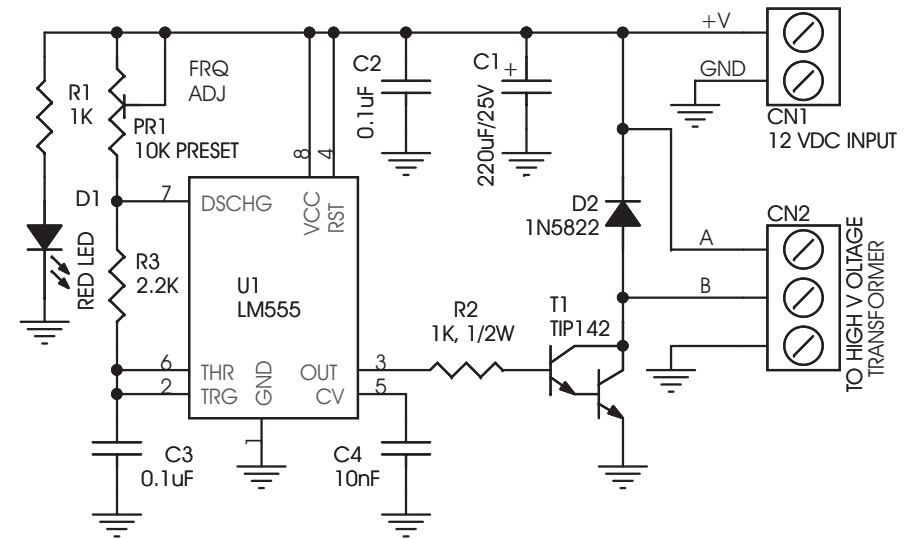 +V
GND
CN1
12 VDC INPUT
FRQ
ADJ
R1
1K
PR1
10K PRESET
C2
0.1uF
C1
+
220uF/25V
8
4
D1
RED LED
7
DSCHG
VCC
RST
R3
2.2K
U1
LM555
D2
1N5822
CN2
A
B
TO HIGH V OLTAGE
TRANSFORMER
R2
1K, 1/2W
T1
TIP142
6
THR
2
TRG
GND
OUT
3
CV
5
1
C3
0.1uF
C4
10nF